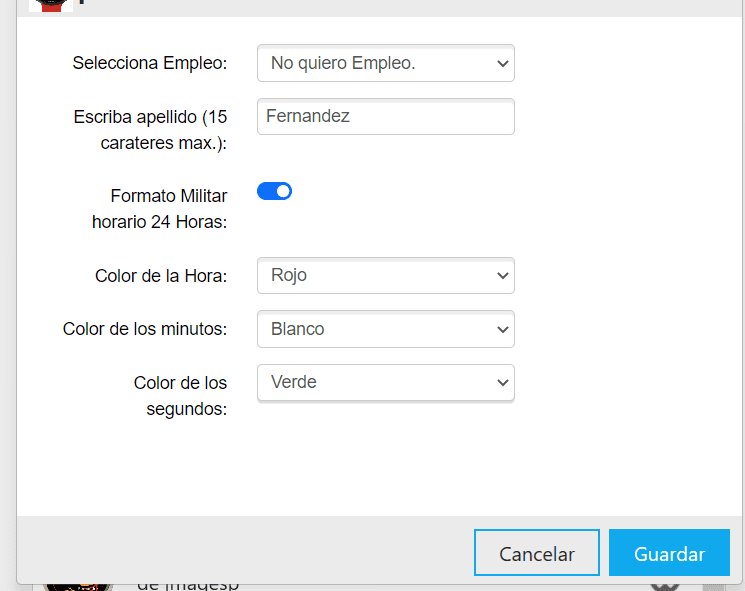 Selecciona Empleo:
No quiero Empleo.
Escriba apellido (15
carateres max.):
Fernandez
Formato Militar
horario 24 Horas:
Color de la Hora:
Rojo
Color de los minutos:
Blanco
Color de los
segundos:
Verde
Cancelar
Guardar
de jmagesp